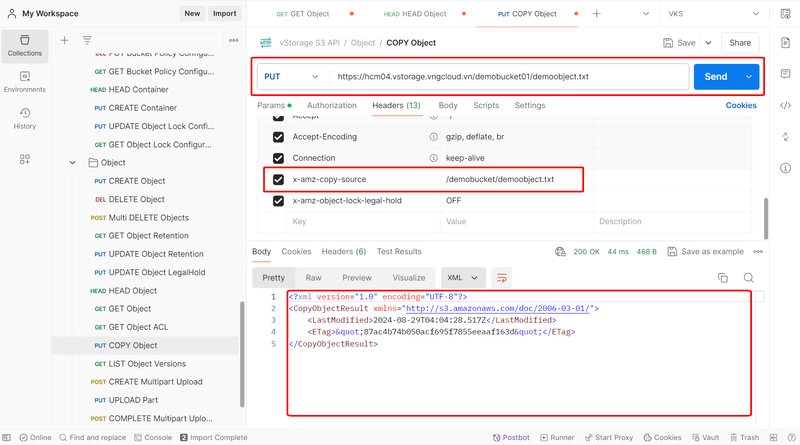 My Workspace
New
Import
GET GET Object
HEAD HEAD Object
PUT COPY Object
VKS
Collections
Environments
History
DEL PUT Bucket Policy Configu...
GET GET Bucket Policy Configur...
HEAD HEAD Container
PUT CREATE Container
PUT UPDATE Object Lock Confi...
GET GET Object Lock Configur...
Object
PUT CREATE Object
DEL DELETE Object
POST Multi DELETE Objects
GET GET Object Retention
PUT UPDATE Object Retention
PUT UPDATE Object LegalHold
HEAD HEAD Object
GET GET Object
GET GET Object ACL
PUT COPY Object
GET LIST Object Versions
POST CREATE Multipart Upload
PUT UPLOAD Part
POST COMPLETE Multipart Uplo...
HTTP
vStorage S3 API / Object / COPY Object
Save
Share
PUT
https://hcm04.vstorage.vngcloud.vn/demobucket01/demoobject.txt
Send
Params
Authorization
Headers (13)
Body
Scripts
Settings
Cookies
Accept
Accept-Encoding
gzip, deflate, br
Connection
keep-alive
x-amz-copy-source
/demobucket/demoobject.txt
x-amz-object-lock-legal-hold
OFF
Key
Value
Description
Body
Cookies
Headers (6)
Test Results
200 OK
44 ms
468 B
Save as example
Pretty
Raw
Preview
Visualize
XML
1 <?xml version="1.0" encoding="UTF-8"?>
2 <CopyObjectResult xmlns="http://s3.amazonaws.com/doc/2006-03-01/">
3 <LastModified>2024-08-29T04:04:28.517Z</LastModified>
4 <ETag>&quot;87ac4b74b050acf695f7855eeaaf163d&quot;</ETag>
5 </CopyObjectResult>
Online
Find and replace
Console
2 Import Complete
Postbot
Runner
Start Proxy
Cookies
Vault
Trash